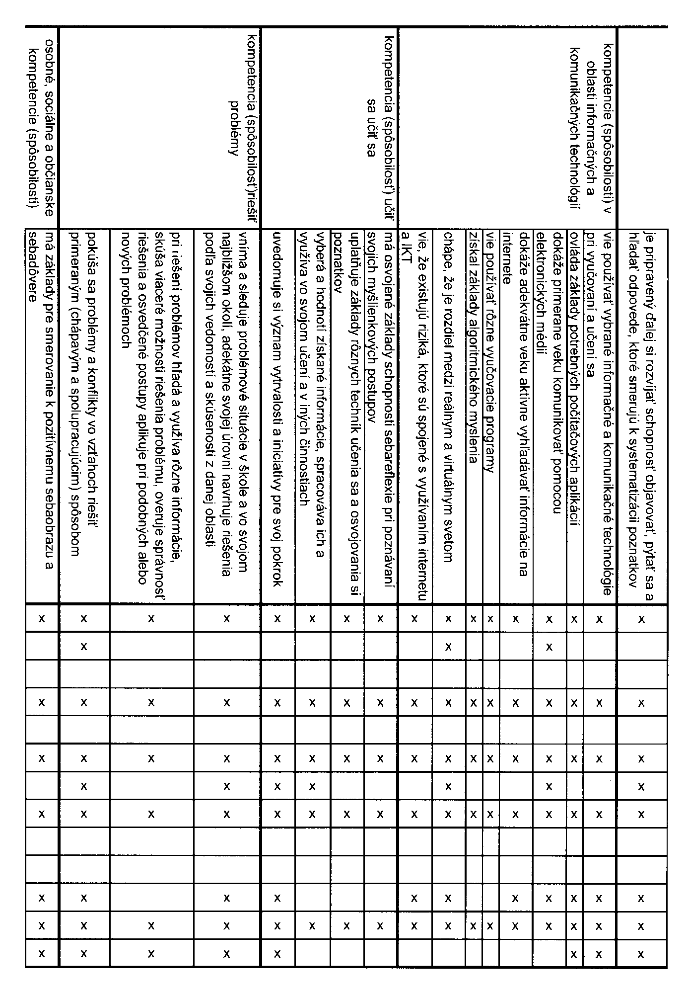 je pripravený ďalej si rozvíjať schopnosť objavovať, pýtať sa a
hľadať odpovede, ktoré smerujú k systematizácii poznatkov
x x x x x x x x
kompetencie (spôsobilosti) v
oblasti informačných a
komunikačných technológií
vie používať vybrané informačné a komunikačné technológie
pri vyučovaní a učení sa
x x x x x x x
ovláda základy potrebných počítačových aplikácií
x x x x x x x
dokáže primerane veku komunikovať pomocou
elektronických médií
x x x x x x x x
dokáže adekvátne veku aktívne vyhľadávať informácie na
internete
x x x x x x
vie používať rôzne vyučovacie programy
x x x x x
získal základy algoritmického myslenia
x x x x x
chápe, že je rozdiel medzi reálnym a virtuálnym svetom
x x x x x x x x
vie, že existujú riziká, ktoré sú spojené s využívaním internetu
a IKT
x x x x x x
kompetencia (spôsobilosť) učiť
sa učiť sa
má osvojené základy schopnosti sebareflexie pri poznávaní
svojich myšlienkových postupov
x x x x x
uplatňuje základy rôznych techník učenia sa a osvojovania si
poznatkov
x x x x x
vyberá a hodnotí získané informácie, spracováva ich a
využíva vo svojom učení a v iných činnostiach
x x x x x x
uvedomuje si význam vytrvalosti a iniciatívy pre svoj pokrok
x x x x x x x x
kompetencia (spôsobilosť)riešiť
problémy
vníma a sleduje problémové situácie v škole a vo svojom
najbližšom okolí, adekátne svojej úrovni navrhuje riešenia
podľa svojich vedomostí a skúseností z danej oblasti
x x x x x x x x
pri riešení problémov hľadá a využíva rôzne informácie,
skúša viaceré možnosti riešenia problému, overuje správnosť
riešenia a osvedčené postupy aplikuje pri podobných alebo
nových problémoch
x x x x x x
pokúša sa problémy a konflikty vo vzťahoch riešiť
primeraným (chápavým a spolupracujúcim) spôsobom
x x x x x x x x x
osobné, sociálne a občianske
kompetencie (spôsobilosti)
má základy pre smerovanie k pozitívnemu sebaobrazu a
sebadôvere
x x x x x x x